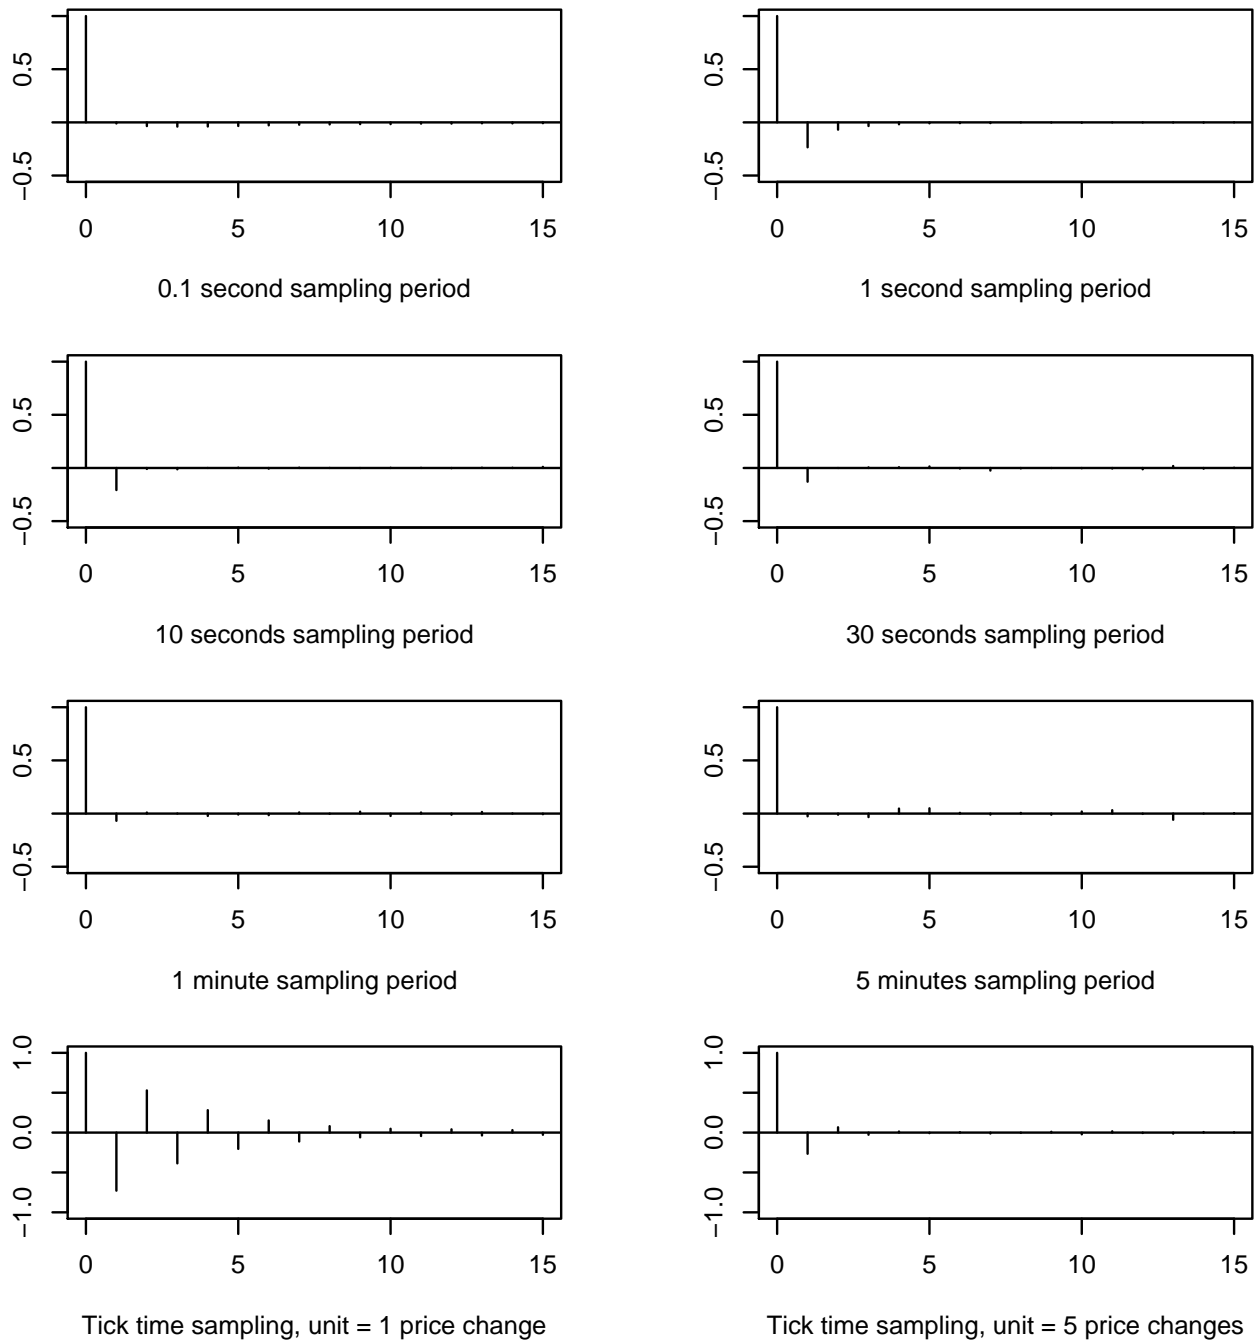 0.5
−0.5
0 5 10 15
0.1 second sampling period
0.5
−0.5
0 5 10 15
1 second sampling period
0.5
−0.5
0 5 10 15
10 seconds sampling period
0.5
−0.5
0 5 10 15
30 seconds sampling period
0.5
−0.5
0 5 10 15
1 minute sampling period
0.5
−0.5
0 5 10 15
5 minutes sampling period
1.0
0.0
−1.0
0 5 10 15
Tick time sampling, unit = 1 price change
1.0
0.0
−1.0
0 5 10 15
Tick time sampling, unit = 5 price changes